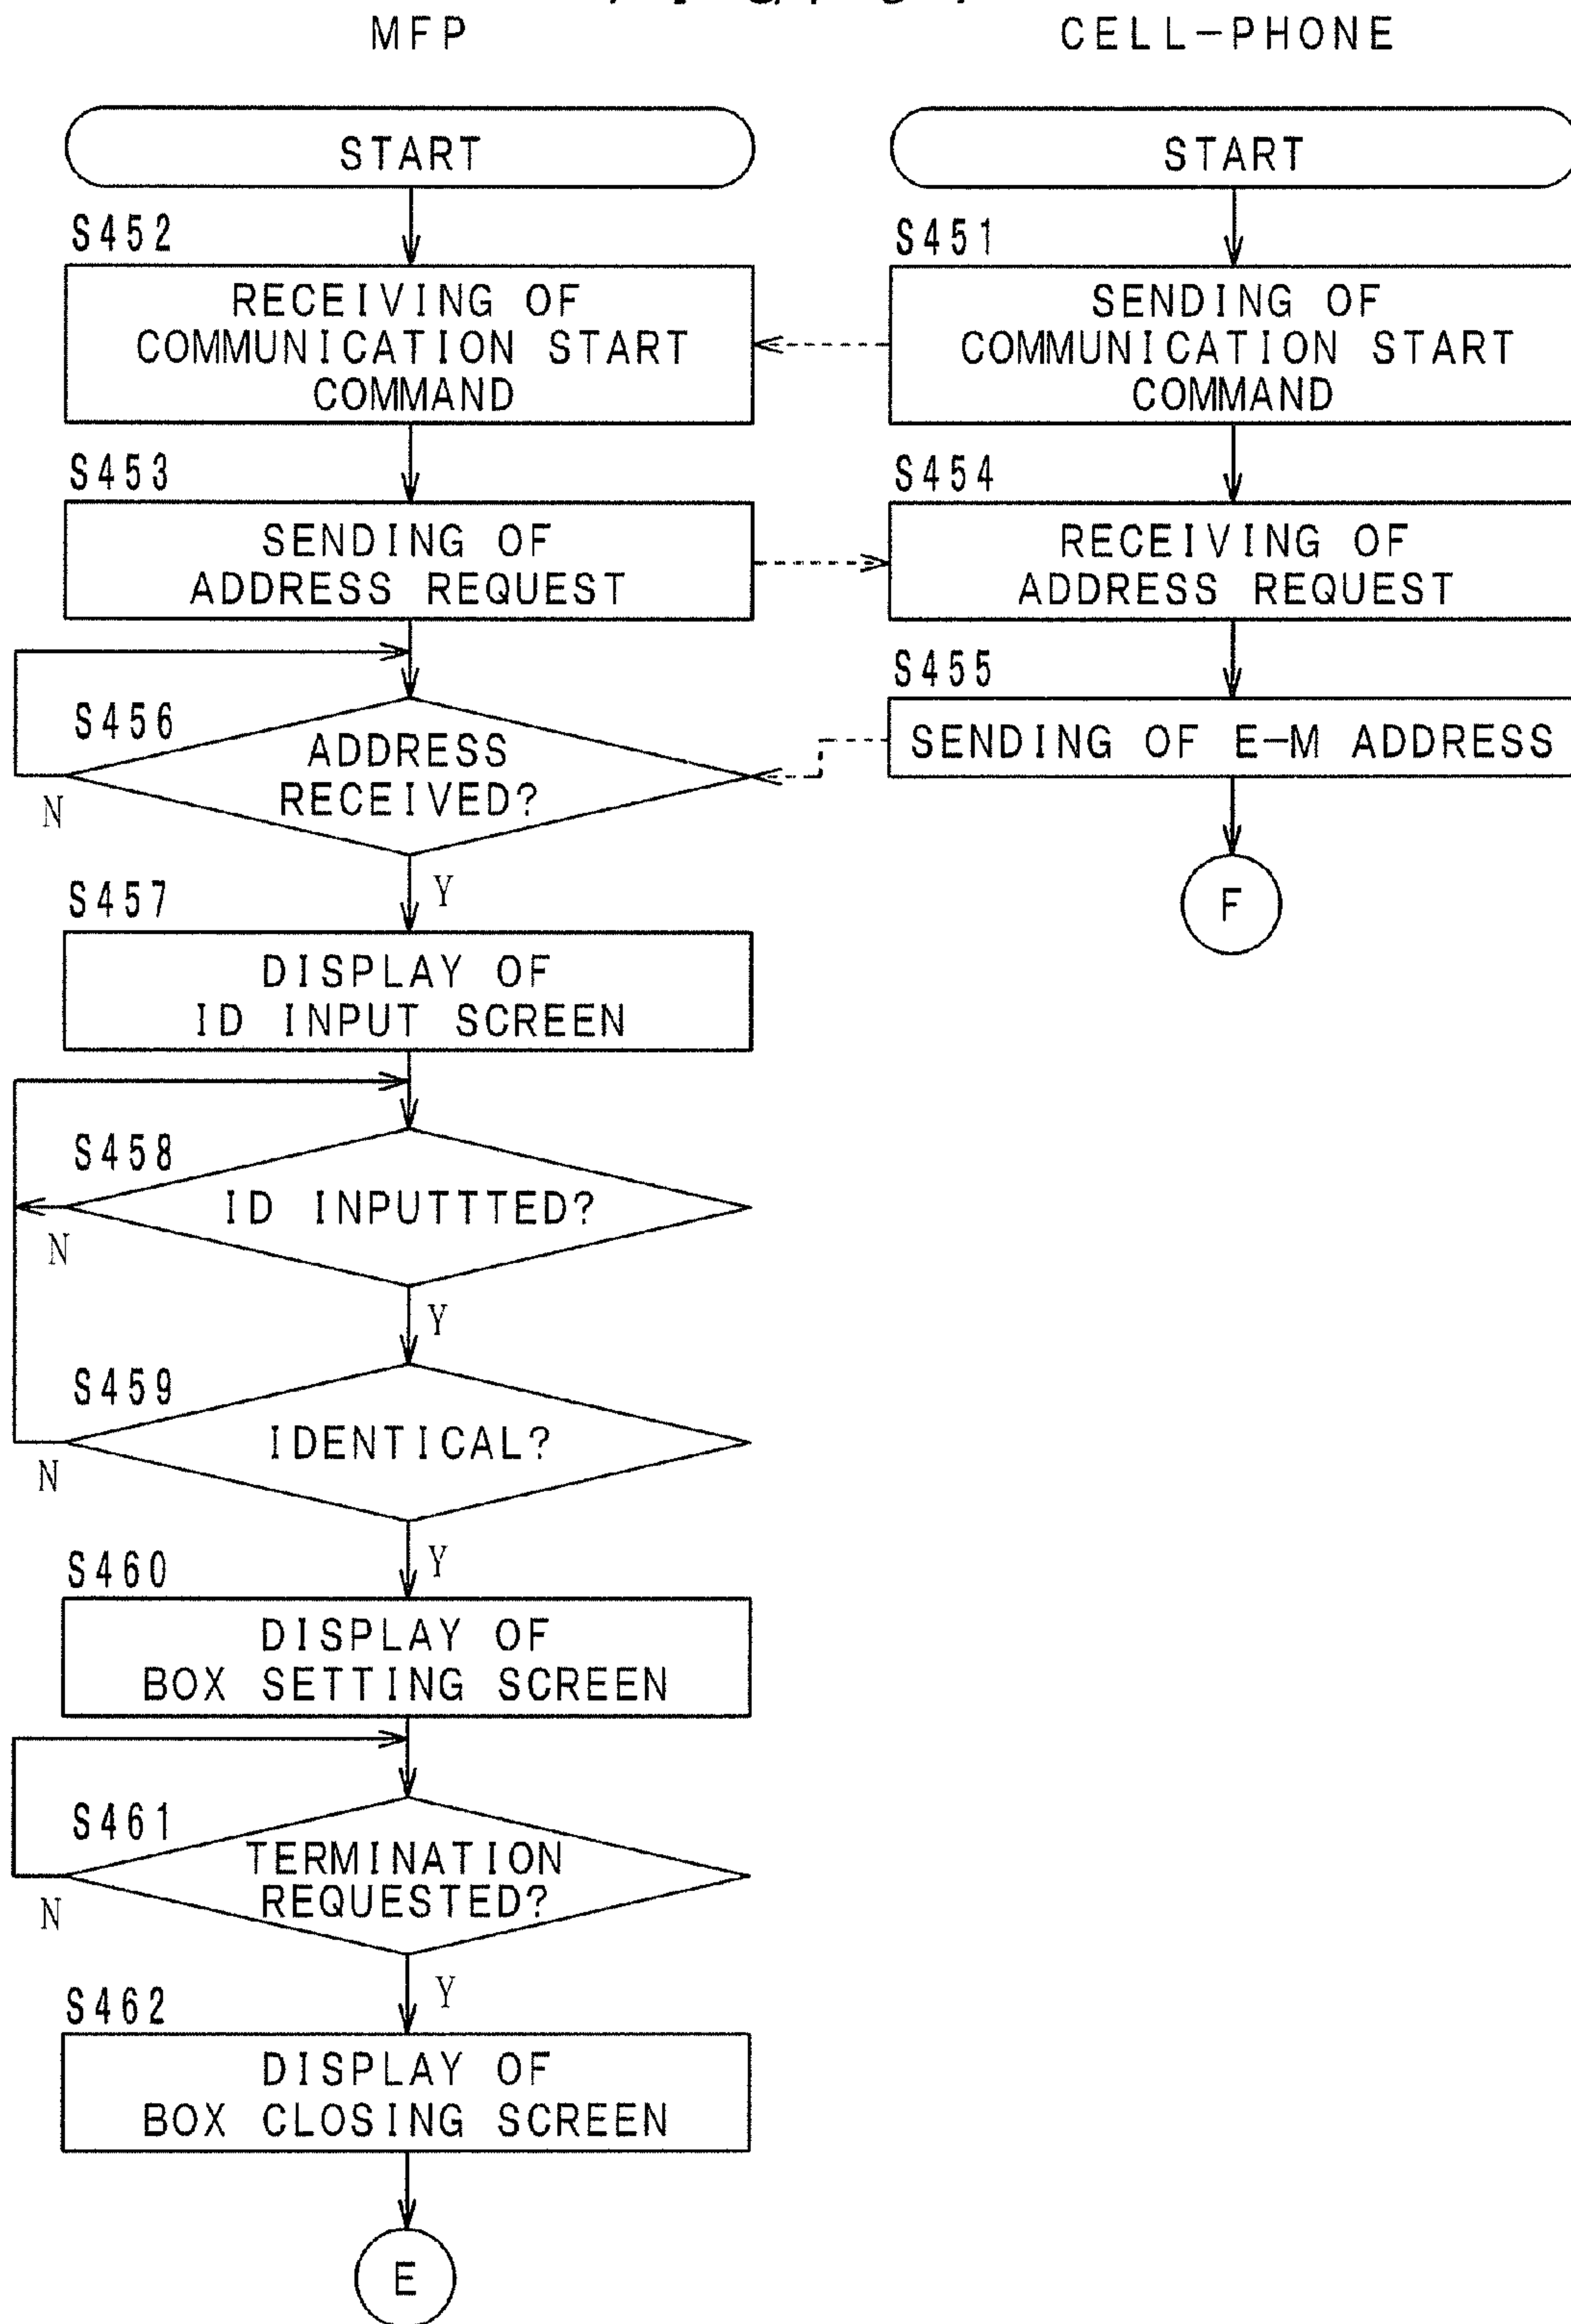 MFP
CELL-PHONE
START
START
S452
S451
RECEIVING OF
COMMUNICATION START
COMMAND
SENDING OF
COMMUNICATION START
COMMAND
S453
S454
SENDING OF
ADDRESS REQUEST
RECEIVING OF
ADDRESS REQUEST
S455
SENDING OF E-M ADDRESS
S456
ADDRESS
RECEIVED?
N
Y
F
S457
DISPLAY OF
ID INPUT SCREEN
S458
ID INPUTTTED?
N
Y
S459
IDENTICAL?
N
Y
S460
DISPLAY OF
BOX SETTING SCREEN
S461
TERMINATION
REQUESTED?
N
Y
S462
DISPLAY OF
BOX CLOSING SCREEN
E